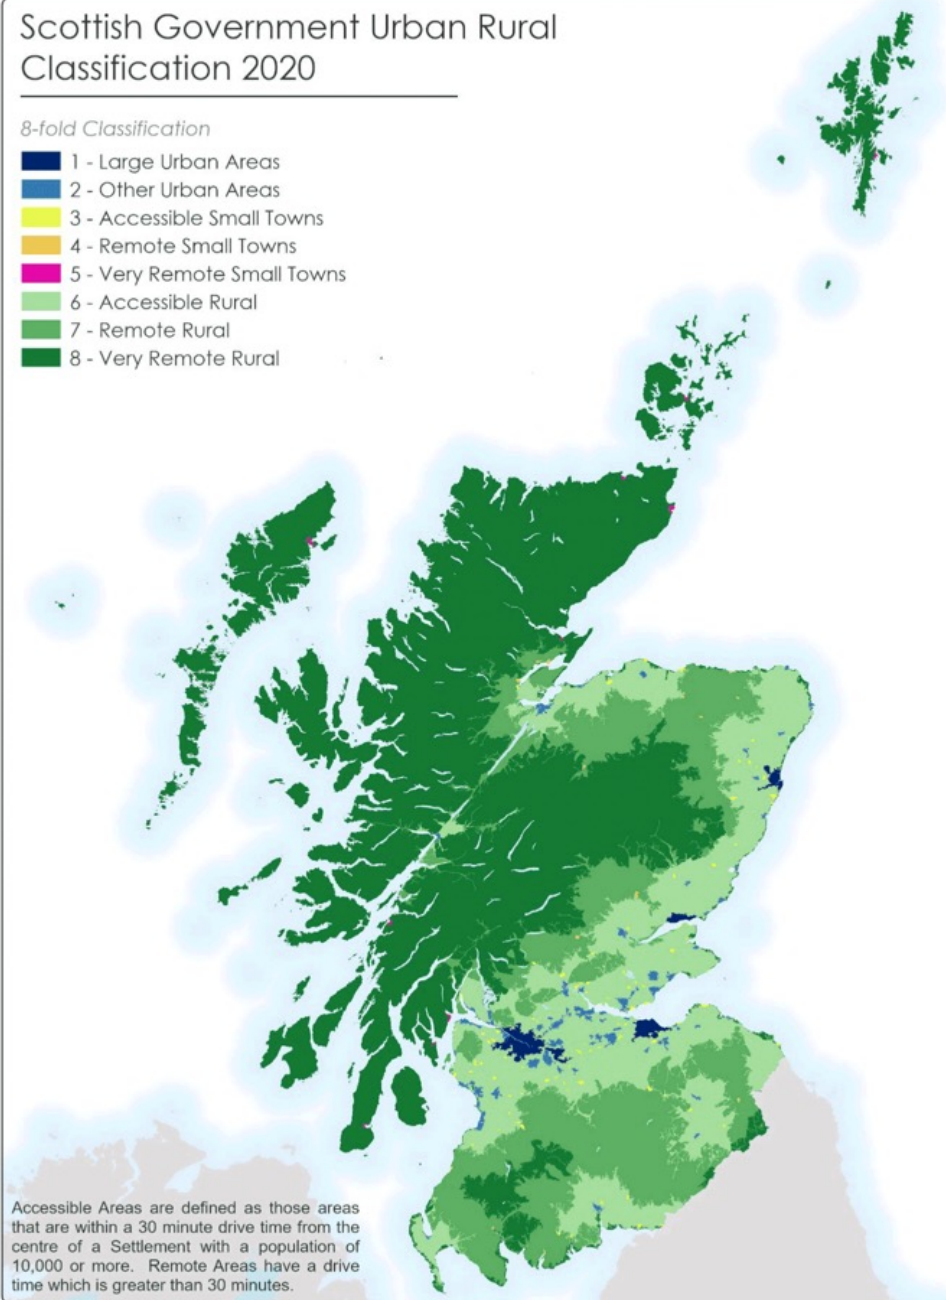 Scottish Government Urban Rural
Classification 2020
8-fold Classification
1 - Large Urban Areas
2 - Other Urban Areas
3 - Accessible Small Towns
4 - Remote Small Towns
5 - Very Remote Small Towns
6 - Accessible Rural
7 - Remote Rural
8 - Very Remote Rural
Accessible Areas are defined as those areas
that are within a 30 minute drive time from the
centre of a Settlement with a population of
10,000 or more. Remote Areas have a drive
time which is greater than 30 minutes.